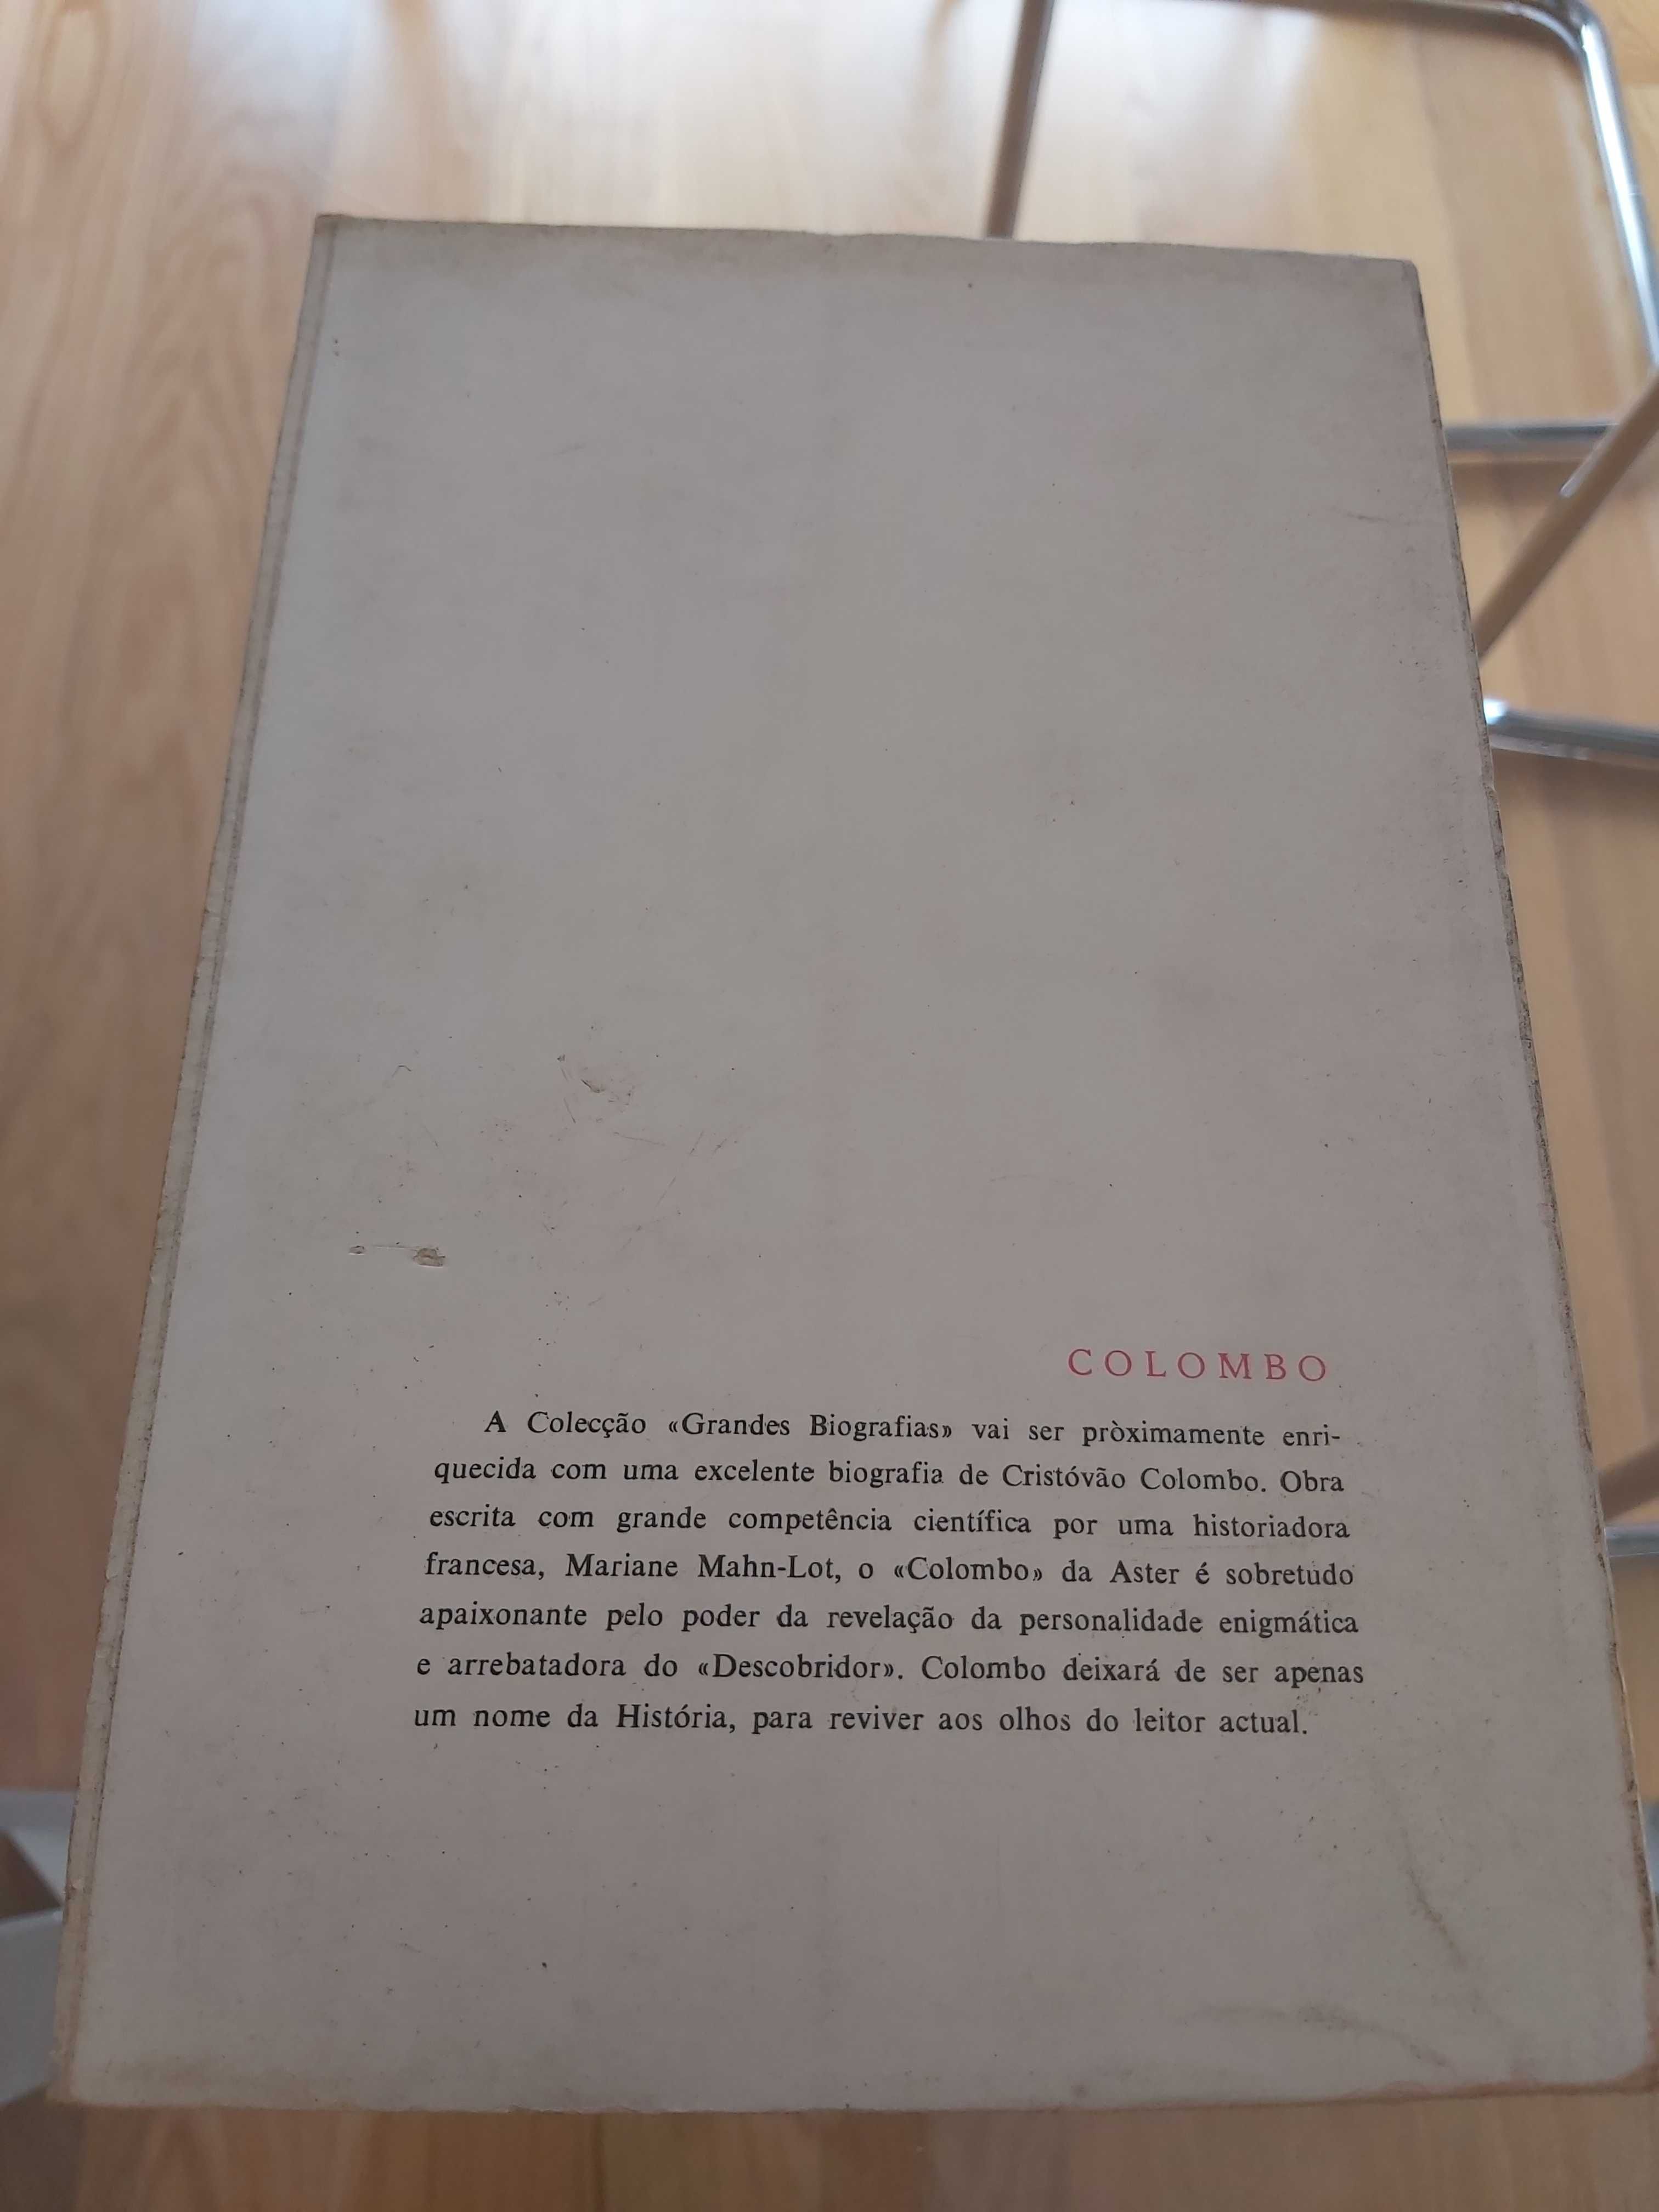 COLOMBO
A Colecção «Grandes Biografias» vai ser pròximamente enri-
quecida com uma excelente biografia de Cristóvão Colombo. Obra
escrita com grande competência científica por uma historiadora
francesa, Mariane Mahn-Lot, o «Colombo» da Aster é sobretudo
apaixonante pelo poder da revelação da personalidade enigmática
e arrebatadora do «Descobridor». Colombo deixará de ser apenas
um nome da História, para reviver aos olhos do leitor actual.